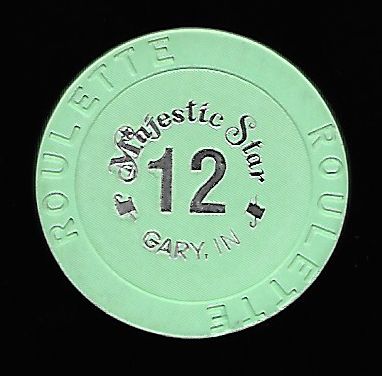 ROULETTE
Majestic Star
12
GARY, IN
ROULETTE